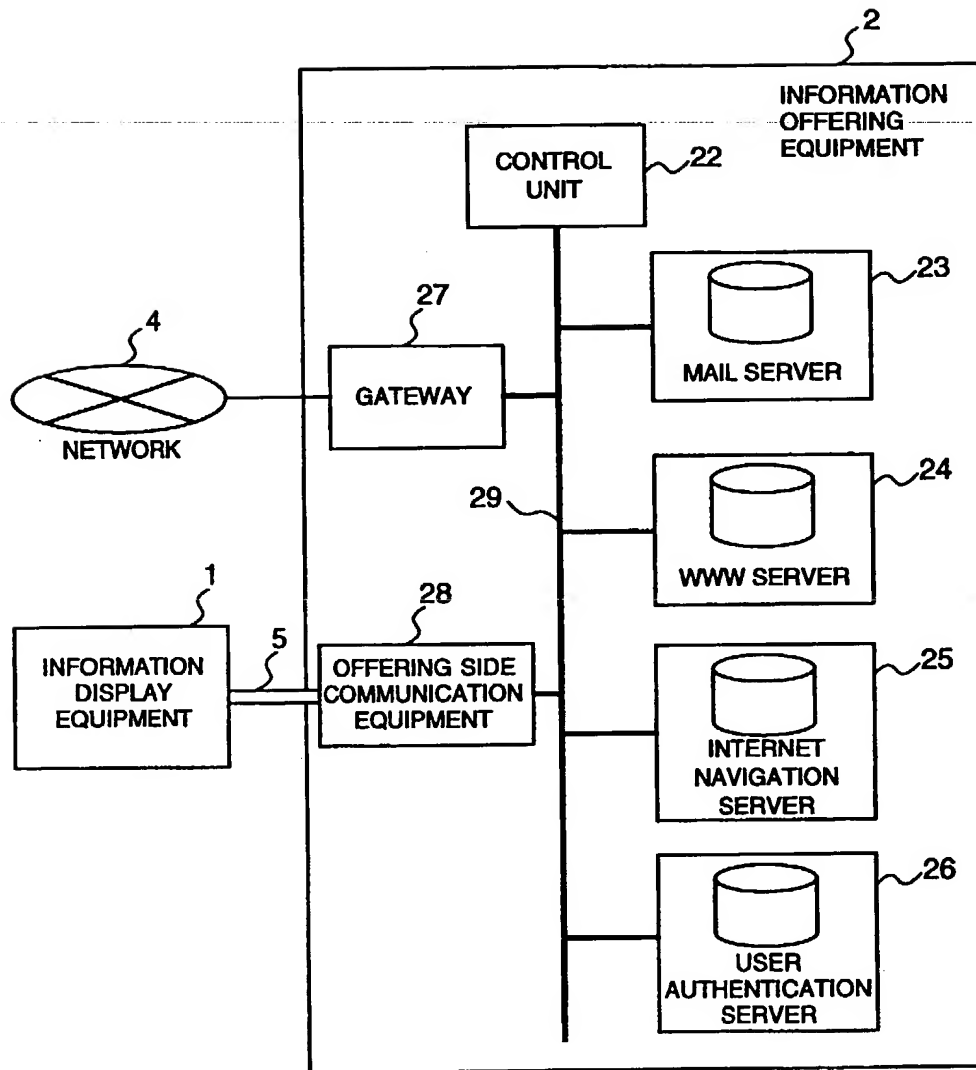 2
INFORMATION
OFFERING
EQUIPMENT
CONTROL
UNIT
22
23
MAIL SERVER
27
GATEWAY
4
NETWORK
24
WWW SERVER
29
1
INFORMATION
DISPLAY
EQUIPMENT
5
28
OFFERING SIDE
COMMUNICATION
EQUIPMENT
25
INTERNET
NAVIGATION
SERVER
26
USER
AUTHENTICATION
SERVER